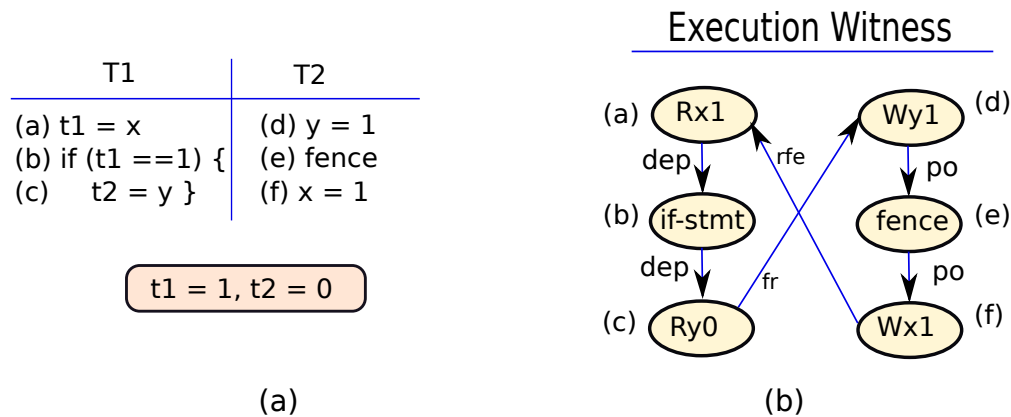 T1 T2
(a) t1 = x (d) y = 1
(b) if (t1 ==1) { (e) fence
(c) t2 = y } (f) x = 1
t1 = 1, t2 = 0
(a)
Execution Witness
(a) Rx1 Wy1 (d)
dep rfe po
(b) if-stmt fence (e)
dep fr po
(c) Ry0 Wx1 (f)
(b)